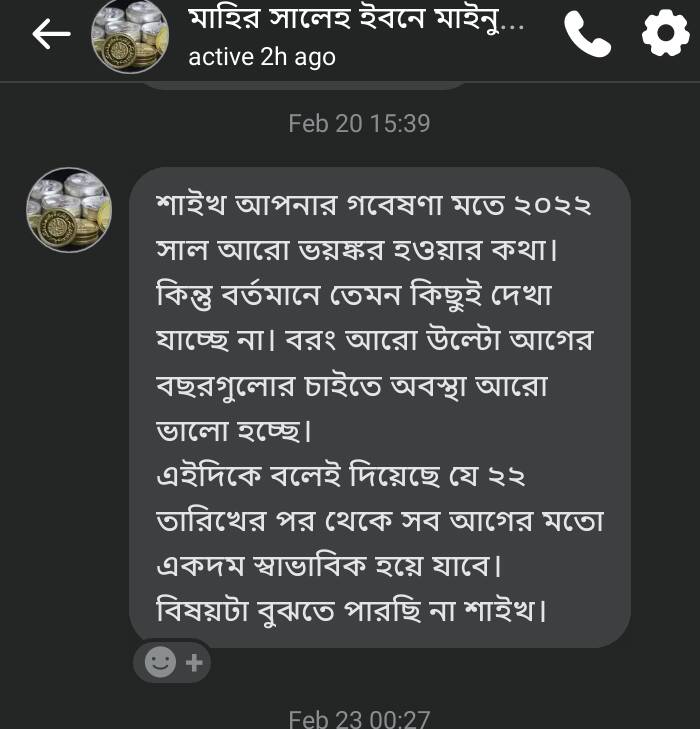 মাহির সালেহ ইবনে মাইনু...
active 2h ago
Feb 20 15:39
শাইখ আপনার গবেষণা মতে ২০২২
সাল আরো ভয়ঙ্কর হওয়ার কথা।
কিন্তু বর্তমানে তেমন কিছুই দেখা
যাচ্ছে না। বরং আরো উল্টো আগের
বছরগুলোর চাইতে অবস্থা আরো
ভালো হচ্ছে।
এইদিকে বলেই দিয়েছে যে ২২
তারিখের পর থেকে সব আগের মতো
একদম স্বাভাবিক হয়ে যাবে।
বিষয়টা বুঝতে পারছি না শাইখ।
Feb 23 00:27